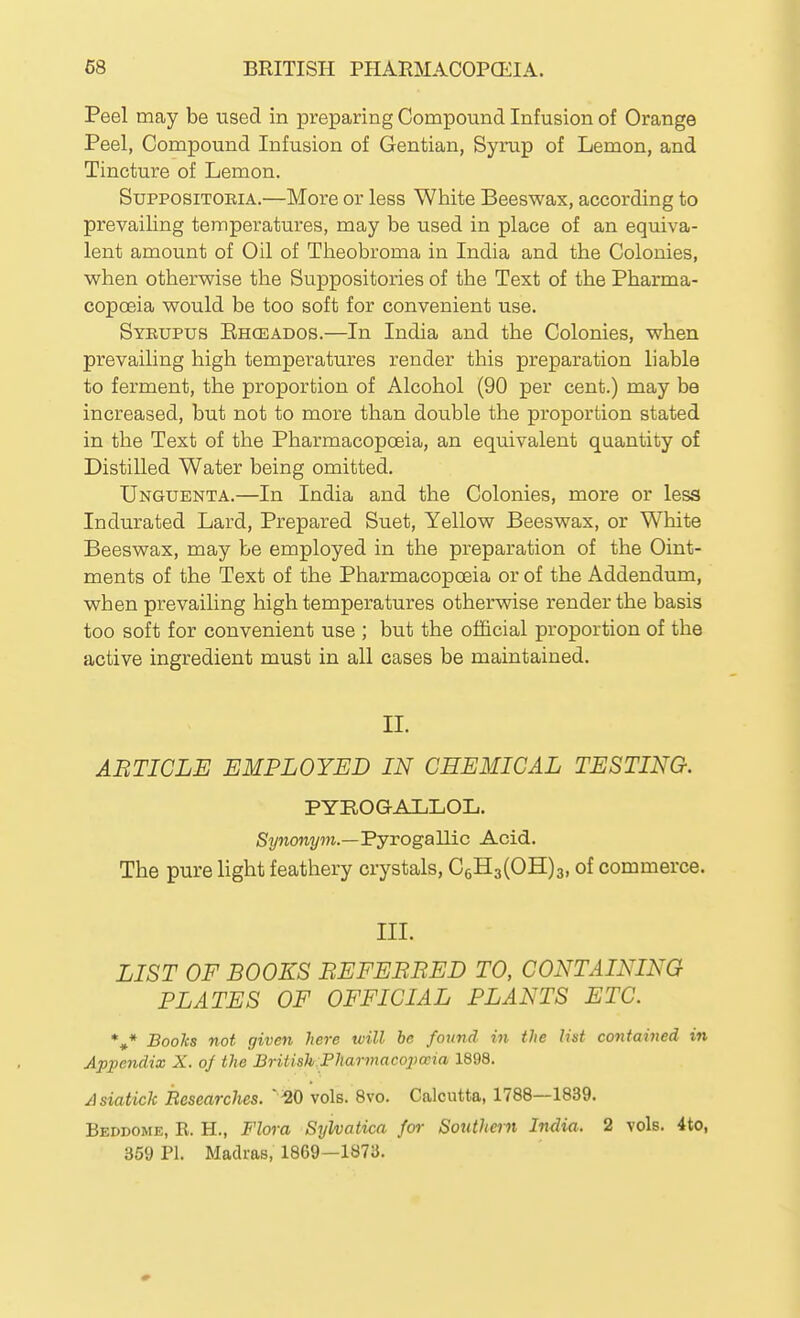 68 BRITISH PHARMACOPŒIA.
Peel may be used in preparing Compound Infusion of Orange
Peel, Compound Infusion of Gentian, Syrup of Lemon, and
Tincture of Lemon.
SUPPOSITORIA.—More or less White Beeswax, according to
prevailing temperatures, may be used in place of an equiva-
lent amount of Oil of Theobroma in India and the Colonies,
when otherwise the Suppositories of the Text of the Pharma-
copœia would be too soft for convenient use.
SYRUPUS RHŒADOS.—In India and the Colonies, when
prevailing high temperatures render this preparation liable
to ferment, the proportion of Alcohol (90 per cent.) may be
increased, but not to more than double the proportion stated
in the Text of the Pharmacopœia, an equivalent quantity of
Distilled Water being omitted.
UNGUENTA.—In India and the Colonies, more or less
Indurated Lard, Prepared Suet, Yellow Beeswax, or White
Beeswax, may be employed in the preparation of the Oint-
ments of the Text of the Pharmacopœia or of the Addendum,
when prevailing high temperatures otherwise render the basis
too soft for convenient use ; but the official proportion of the
active ingredient must in all cases be maintained.
II.
ARTICLE EMPLOYED IN CHEMICAL TESTING.
PYROGALLOL.
Synonym.—Pyrogallic Acid.
The pure light feathery crystals, C₆H₃(OH)₃, of commerce.
III.
LIST OF BOOKS REFERRED TO, CONTAINING
PLATES OF OFFICIAL PLANTS ETC.
*⁎* Books not given here will be found in the list contained in
Appendix X. of the British Pharmacopœia 1898.
Asiatick Researches. 20 vols. 8vo. Calcutta, 1788—1839.
BEDDOME, R. H., Flora Sylvatica for Southern India. 2 vols. 4to,
359 Pl. Madras, 1869—1873.